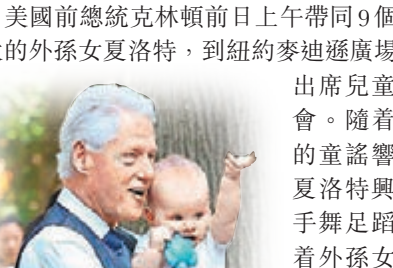 美國前總統克林頓前日上午帶同9個
的外孫女夏洛特，到紐約麥迪遜廣場
出席兒童
會。隨着
的童謠響
夏洛特興
手舞足蹈
着外孫女